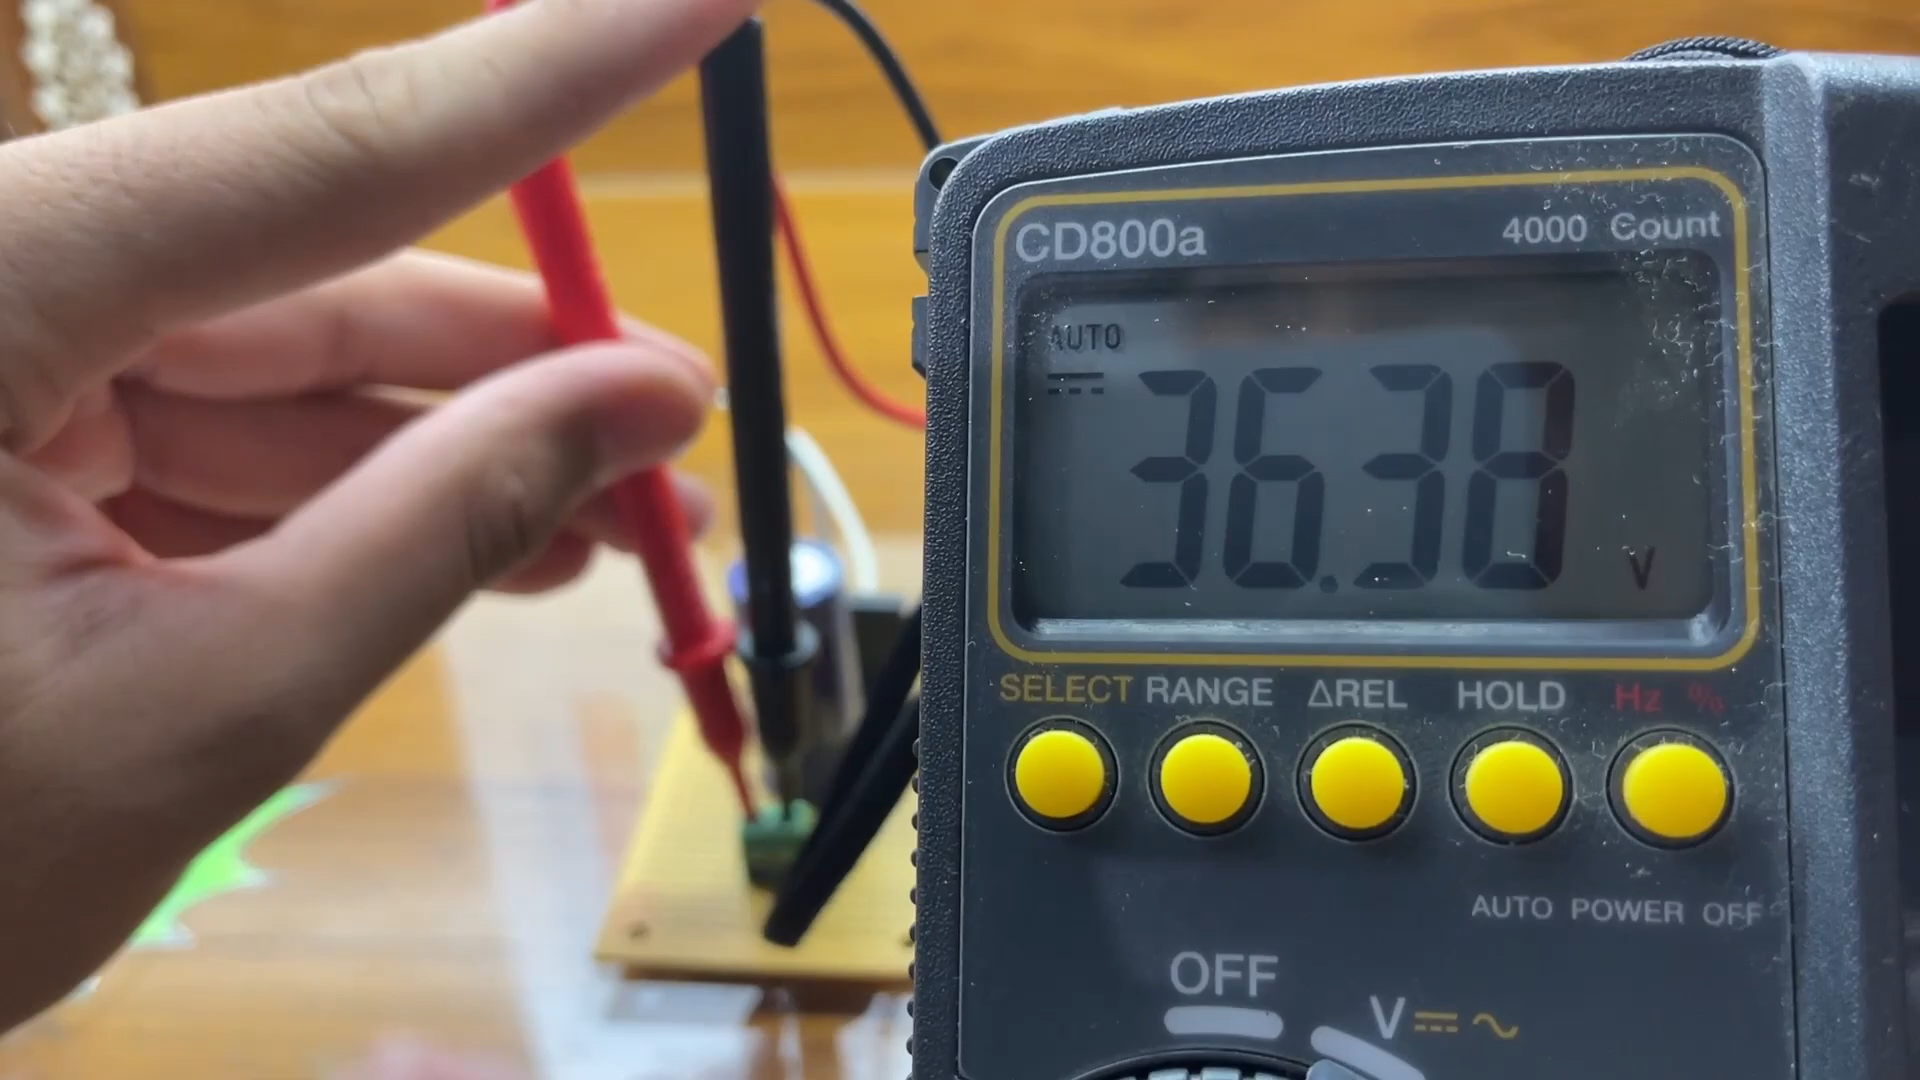 CD800a
4000 Count
AUTO
36.38
V
SELECT RANGE ΔREL HOLD Hz %
AUTO POWER OFF
OFF
V